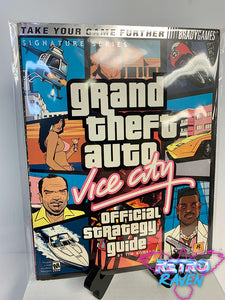 TAKE YOUR GAME FURTHER
BRADYGAMES
SIGNATURE SERIES
grand
theft
auto
Vice City
OFFICIAL
Strategy
guide
RETRO
RAVEN